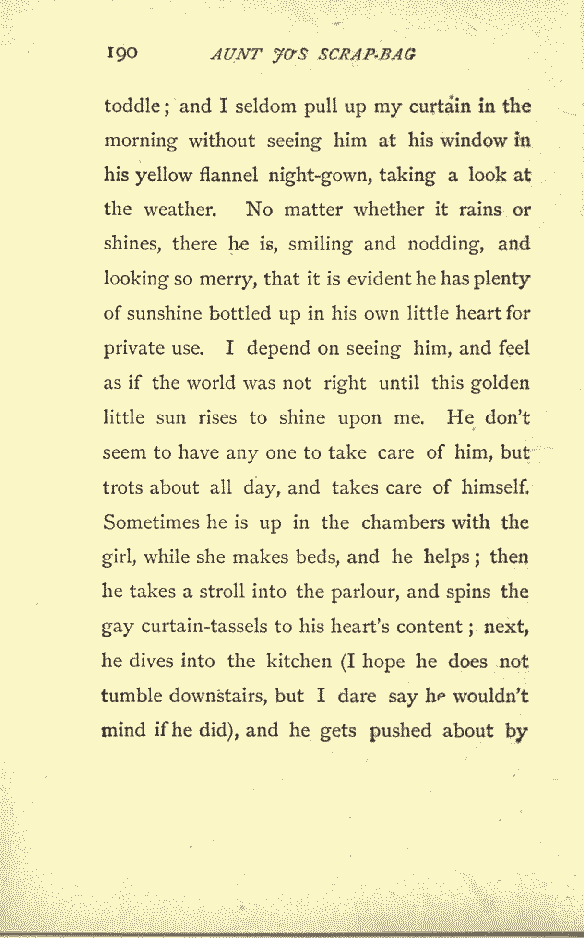 190 AUNT JO'S SCRAP-BAG
toddle; and I seldom pull up my curtain in the
morning without seeing him at his window in
his yellow flannel night-gown, taking a look at
the weather. No matter whether it rains or
shines, there he is, smiling and nodding, and
looking so merry, that it is evident he has plenty
of sunshine bottled up in his own little heart for
private use. I depend on seeing him, and feel
as if the world was not right until this golden
little sun rises to shine upon me. He don't
seem to have any one to take care of him, but
trots about all day, and takes care of himself.
Sometimes he is up in the chambers with the
girl, while she makes beds, and he helps; then
he takes a stroll into the parlour, and spins the
gay curtain-tassels to his heart's content; next,
he dives into the kitchen (I hope he does not
tumble downstairs, but I dare say he wouldn't
mind if he did), and he gets pushed about by